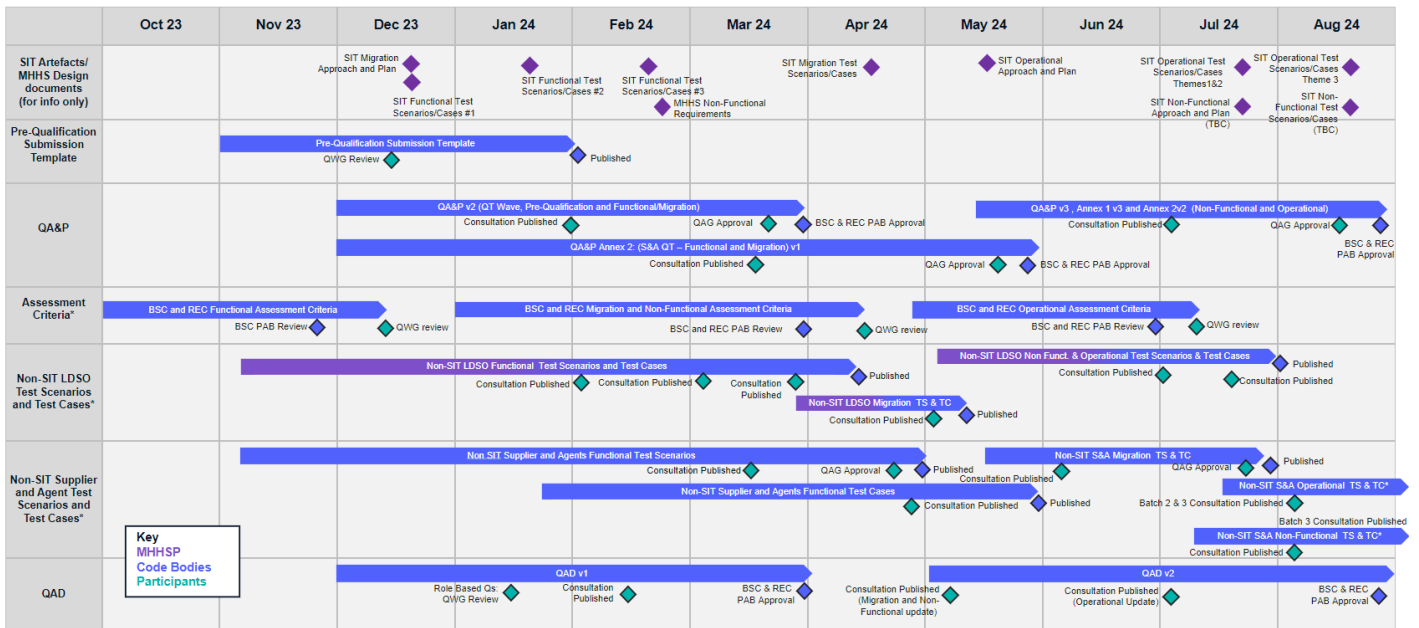 Oct 23
Nov 23
Dec 23
Jan 24
Feb 24
Mar 24
Apr 24
May 24
Jun 24
Jul 24
Aug 24
SIT Artefacts/
MHHS Design
documents
(for info only)
SIT Migration
Approach and Plan
SIT Functional Test
Scenarios/Cases #1
SIT Functional Test
Scenarios/Cases #2
SIT Functional Test
Scenarios/Cases #3
MHHS Non-Functional
Requirements
SIT Migration Test
Scenarios/Cases
SIT Operational
Approach and Plan
SIT Operational Test
Scenarios/Cases
Themes1&2
SIT Non-Functional
Approach and Plan
(TBC)
SIT Operational Test
Scenarios/Cases
Theme 3
SIT Non-
Functional Test
Scenarios/Cases
(TBC)
Pre-Qualification
Submission
Template
Pre-Qualification Submission Template
QWG Review
Published
QA&P
QA&P v2 (QT Wave, Pre-Qualification and Functional/Migration)
Consultation Published
QAG Approval
BSC & REC PAB Approval
QA&P v3 , Annex 1 v3 and Annex 2v2 (Non-Functional and Operational)
Consultation Published
QAG Approval
BSC & REC
PAB Approval
QA&P Annex 2: (S&A QT – Functional and Migration) v1
Consultation Published
QAG Approval
BSC & REC PAB Approval
Assessment
Criteria*
BSC and REC Functional Assessment Criteria
BSC PAB Review
QWG review
BSC and REC Migration and Non-Functional Assessment Criteria
BSC and REC PAB Review
QWG review
BSC and REC Operational Assessment Criteria
BSC and REC PAB Review
QWG review
Non-SIT LDSO
Test Scenarios
and Test Cases*
Non-SIT LDSO Functional Test Scenarios and Test Cases
Consultation Published
Consultation Published
Consultation
Published
Published
Non-SIT LDSO Migration TS & TC
Consultation Published
Published
Non-SIT LDSO Non Funct. & Operational Test Scenarios & Test Cases
Consultation Published
Consultation Published
Published
Non-SIT Supplier
and Agent Test
Scenarios and
Test Cases*
Non SIT Supplier and Agents Functional Test Scenarios
Consultation Published
QAG Approval
Published
Non-SIT Supplier and Agents Functional Test Cases
Consultation Published
Published
Non-SIT S&A Migration TS & TC
Consultation Published
QAG Approval
Published
Non-SIT S&A Operational TS & TC*
Batch 2 & 3 Consultation Published
Batch 3 Consultation Published
Non-SIT S&A Non-Functional TS & TC*
Consultation Published
Key
MHHSP
Code Bodies
Participants
QAD
QAD v1
Role Based Qs:
QWG Review
Consultation
Published
BSC & REC
PAB Approval
QAD v2
Consultation Published
(Migration and Non-
Functional update)
Consultation Published
(Operational Update)
BSC & REC
PAB Approval